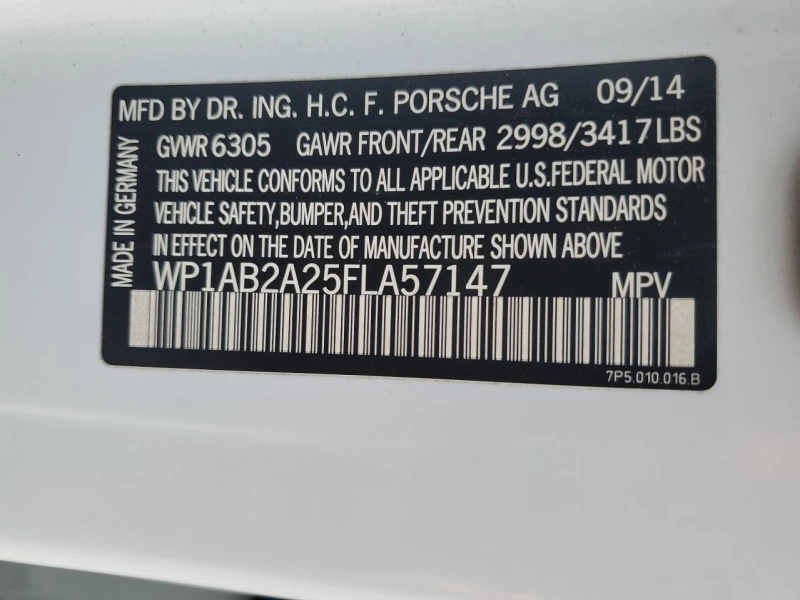 MFD BY DR. ING. H.C. F. PORSCHE AG 09/14
GVWR 6305 GAWR FRONT/REAR 2998/3417LBS
THIS VEHICLE CONFORMS TO ALL APPLICABLE U.S.FEDERAL MOTOR
VEHICLE SAFETY,BUMPER,AND THEFT PREVENTION STANDARDS
IN EFFECT ON THE DATE OF MANUFACTURE SHOWN ABOVE
WP1AB2A25FLA57147 MPV
7P5.010.016.B
MADE IN GERMANY